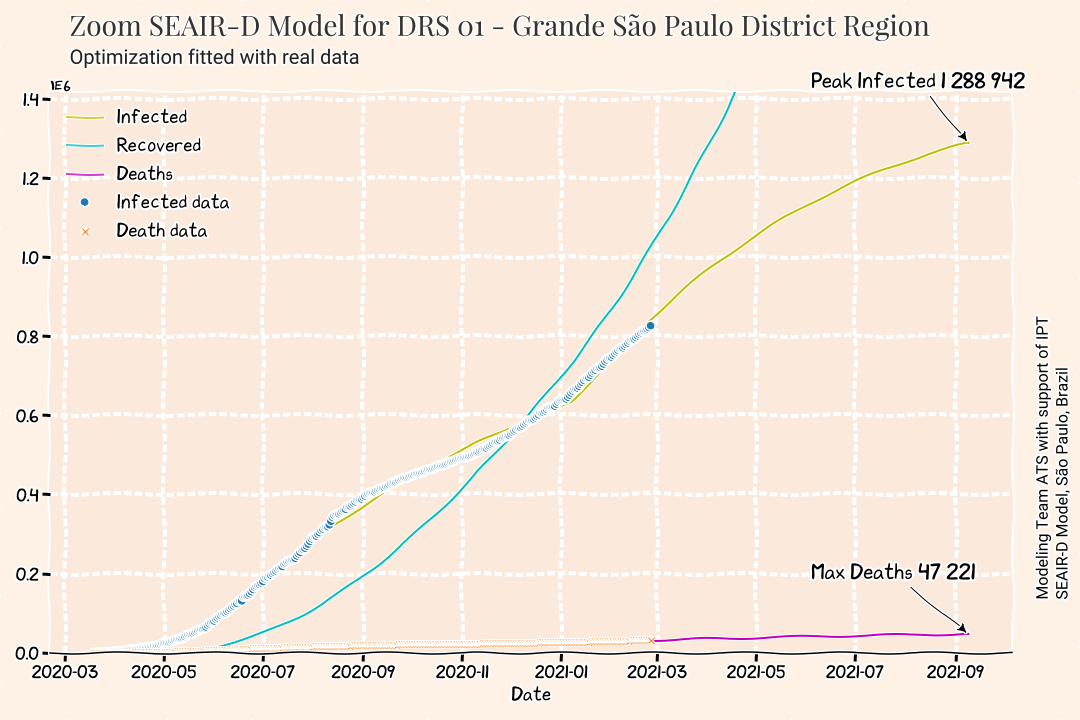 Zoom SEAIR-D Model for DRS 01 - Grande São Paulo District Region
Optimization fitted with real data
1E6
Peak Infected 1 288 942
1.4
1.2
1.0
0.8
0.6
0.4
0.2
0.0
Infected
Recovered
Deaths
Infected data
Death data
Max Deaths 47 221
2020-03 2020-05 2020-07 2020-09 2020-11 2021-01 2021-03 2021-05 2021-07 2021-09
Date
Modeling Team ATS with support of IPT
SEAIR-D Model, São Paulo, Brazil